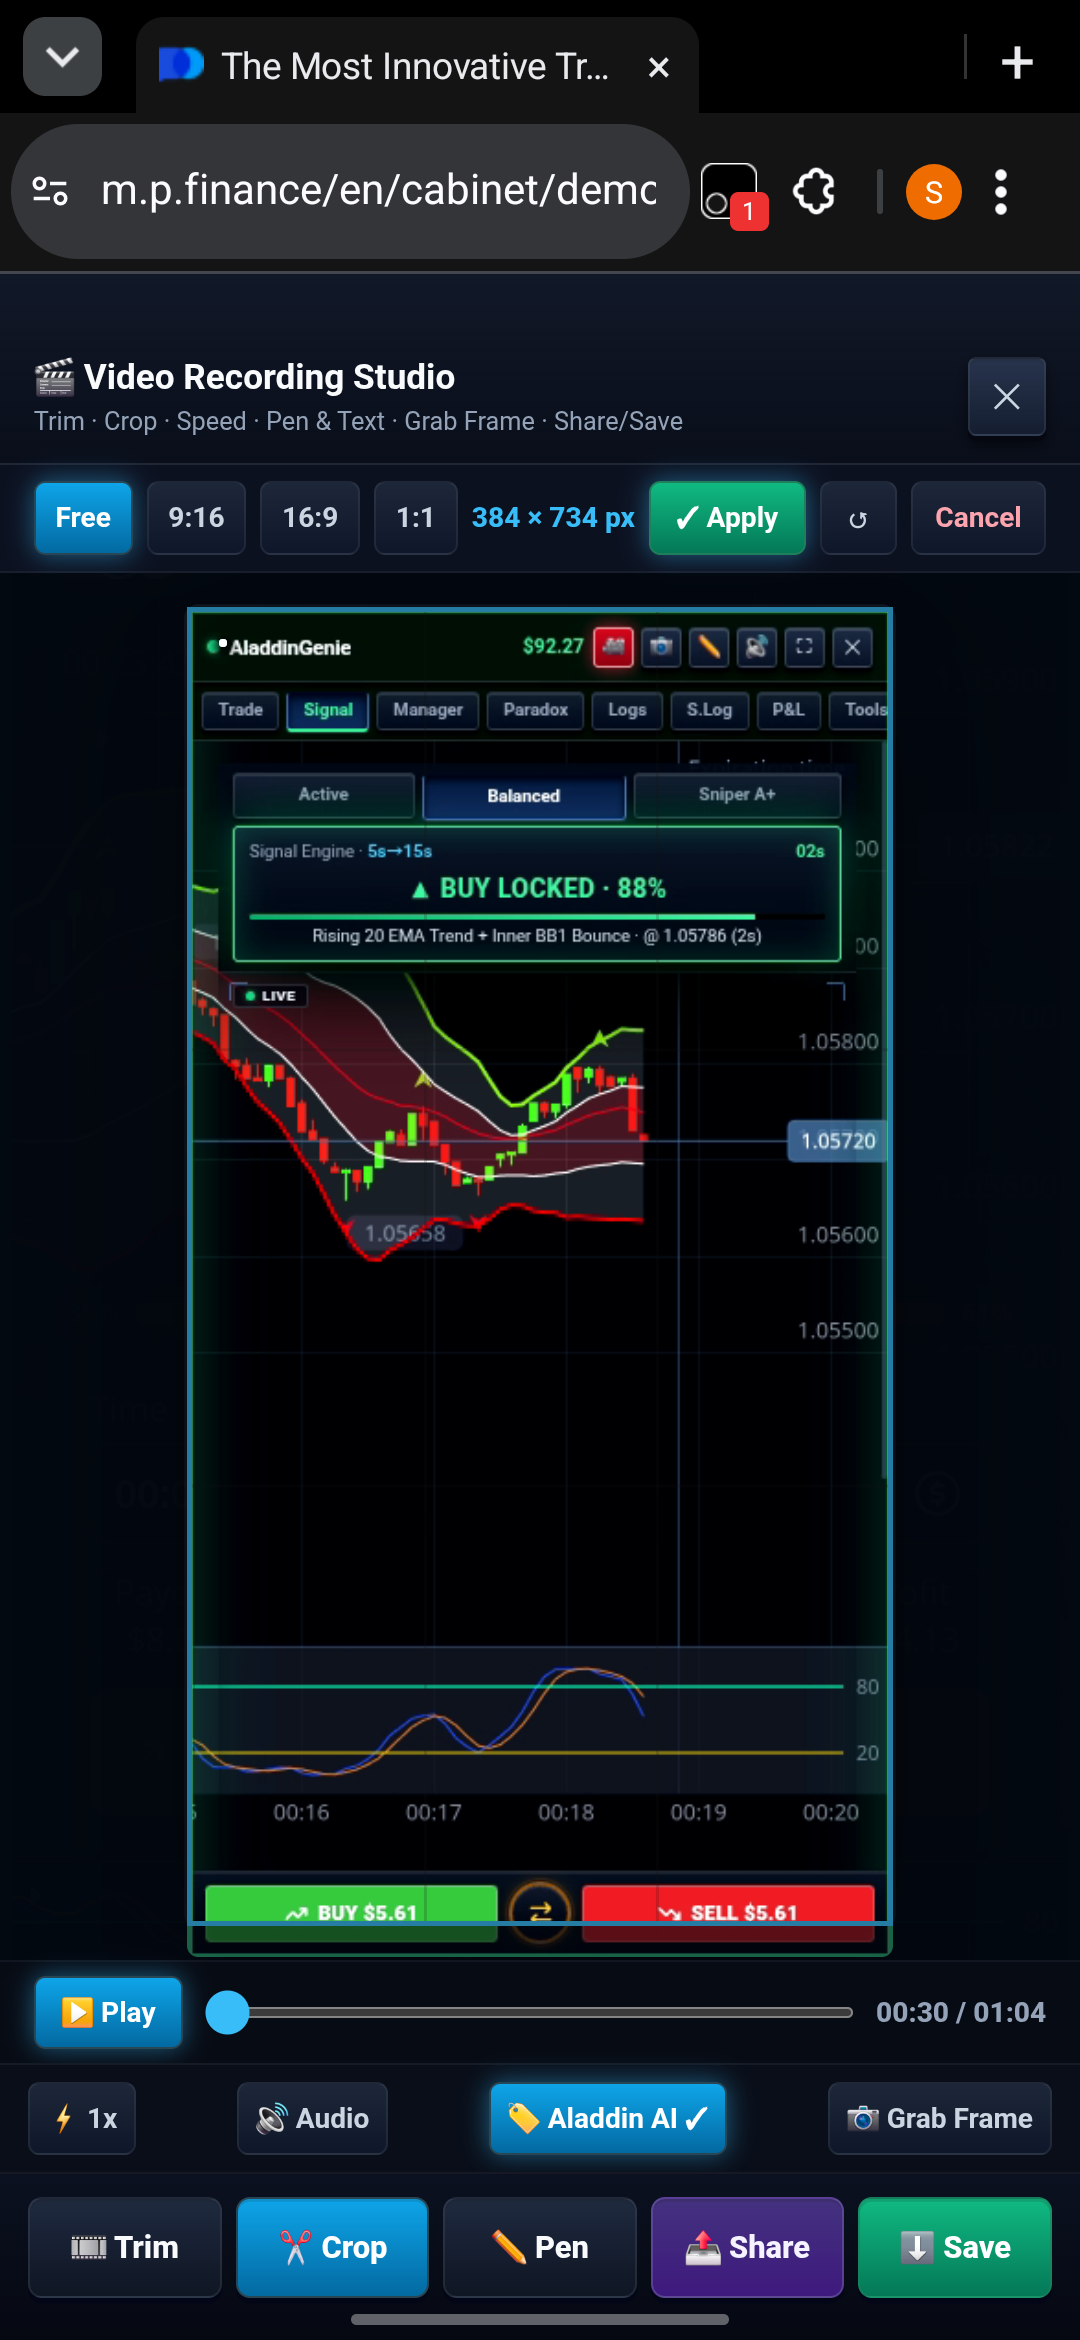 The Most Innovative Tr...
m.p.finance/en/cabinet/demo
1
S
Video Recording Studio
Trim · Crop · Speed · Pen & Text · Grab Frame · Share/Save
Free 9:16 16:9 1:1 384 × 734 px ✓ Apply ↺ Cancel
AladdinGenie $92.27
Trade Signal Manager Paradox Logs S.Log P&L Tools
Active Balanced Sniper A+
Signal Engine · 5s→15s 02s
▲ BUY LOCKED · 88%
Rising 20 EMA Trend + Inner BB1 Bounce · @ 1.05786 (2s)
LIVE
1.05800
1.05720
1.05658
1.05600
1.05500
80
20
00:16 00:17 00:18 00:19 00:20
BUY $5.61 SELL $5.61
Play 00:30 / 01:04
1x Audio Aladdin AI ✓ Grab Frame
Trim Crop Pen Share Save